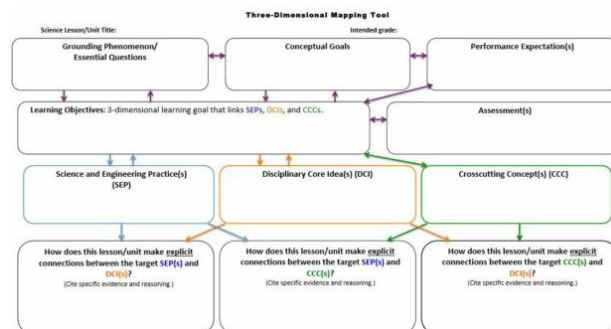 Three-Dimensional Mapping Tool
Science Lesson/Unit Title: Intended grade:
Grounding Phenomenon/
Essential Questions
Conceptual Goals
Performance Expectation(s)
Learning Objectives: 3-dimensional learning goal that links SEPs, DCIs, and CCCs.
Assessment(s)
Science and Engineering Practice(s)
(SEP)
Disciplinary Core Idea(s) (DCI)
Crosscutting Concept(s) (CCC)
How does this lesson/unit make explicit
connections between the target SEP(s) and
DCI(s)?
(Cite specific evidence and reasoning.)
How does this lesson/unit make explicit
connections between the target SEP(s) and
CCC(s)?
(Cite specific evidence and reasoning.)
How does this lesson/unit make explicit
connections between the target CCC(s) and
DCI(s)?
(Cite specific evidence and reasoning.)